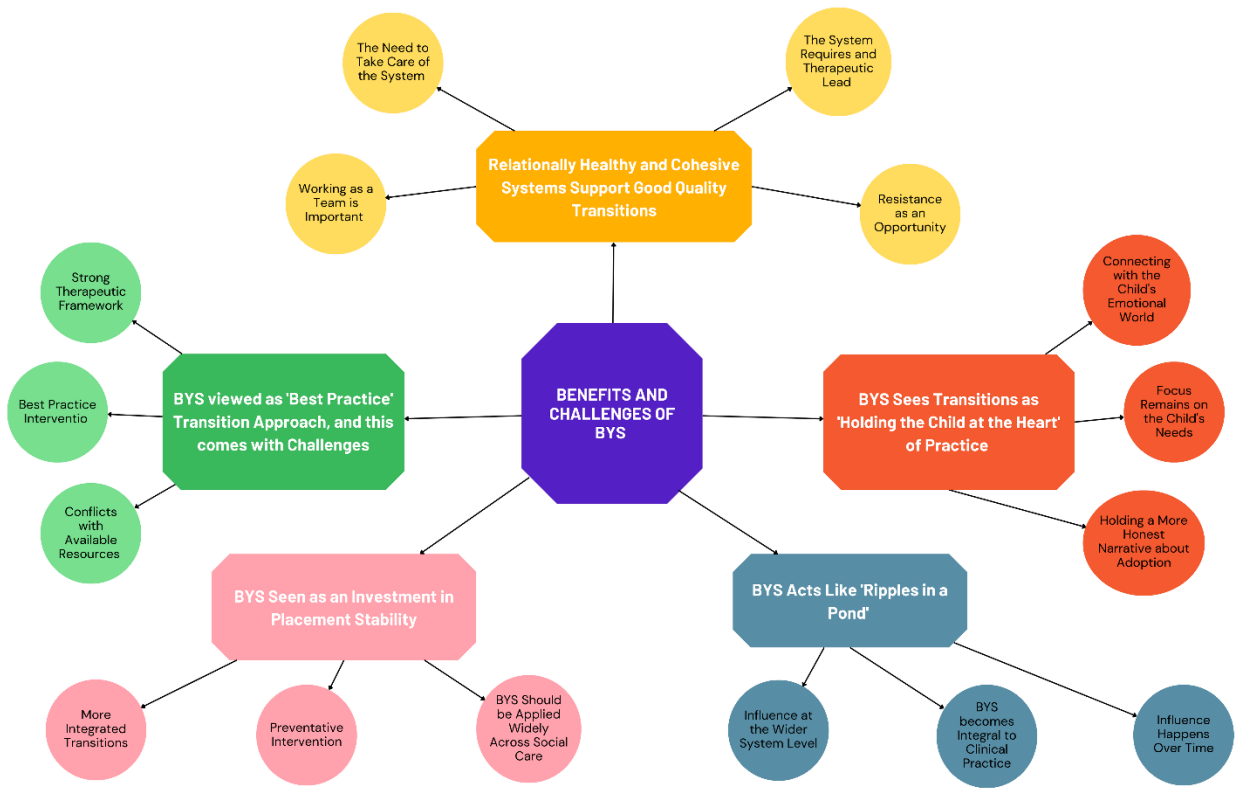 The Need to
Take Care of
the System
The System
Requires and
Therapeutic
Lead
Relationally Healthy and Cohesive
Systems Support Good Quality
Transitions
Working as a
Team is
Important
Resistance
as an
Opportunity
Strong
Therapeutic
Framework
Connecting
with the
Child's
Emotional
World
BYS viewed as 'Best Practice'
Transition Approach, and this
comes with Challenges
BENEFITS AND
CHALLENGES OF
BYS
BYS Sees Transitions as
'Holding the Child at the Heart'
of Practice
Best Practice
Interventio
Focus
Remains on
the Child's
Needs
Conflicts
with
Available
Resources
Holding a More
Honest
Narrative about
Adoption
BYS Seen as an Investment in
Placement Stability
BYS Acts Like 'Ripples in a
Pond'
More
Integrated
Transitions
Preventative
Intervention
BYS Should
be Applied
Widely
Across Social
Care
Influence at
the Wider
System Level
BYS
becomes
Integral to
Clinical
Practice
Influence
Happens
Over Time